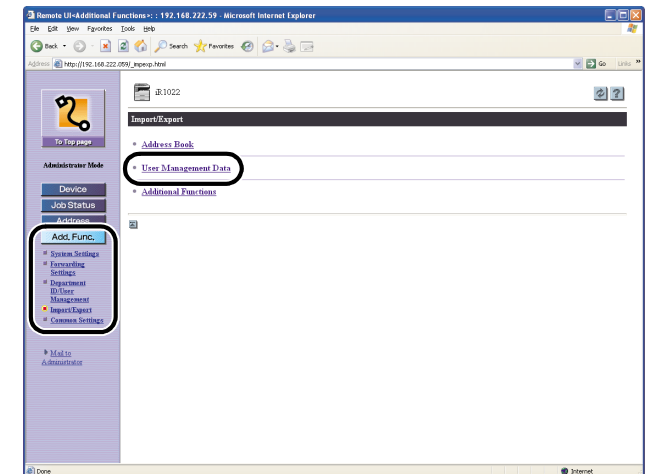 Remote UI<Additional Functions>: : 192.168.222.59 - Microsoft Internet Explorer
File Edit View Favorites Tools Help
Back Search Favorites
Address http://192.168.222.059/_impexp.html Go Links »
iR1022
Import/Export
To Top page
Address Book
Administrator Mode
User Management Data
Device
Additional Functions
Job Status
Address
Add. Func.
System Settings
Forwarding
Settings
Department
ID/User
Management
Import/Export
Common Settings
Mail to
Administrator
Done Internet